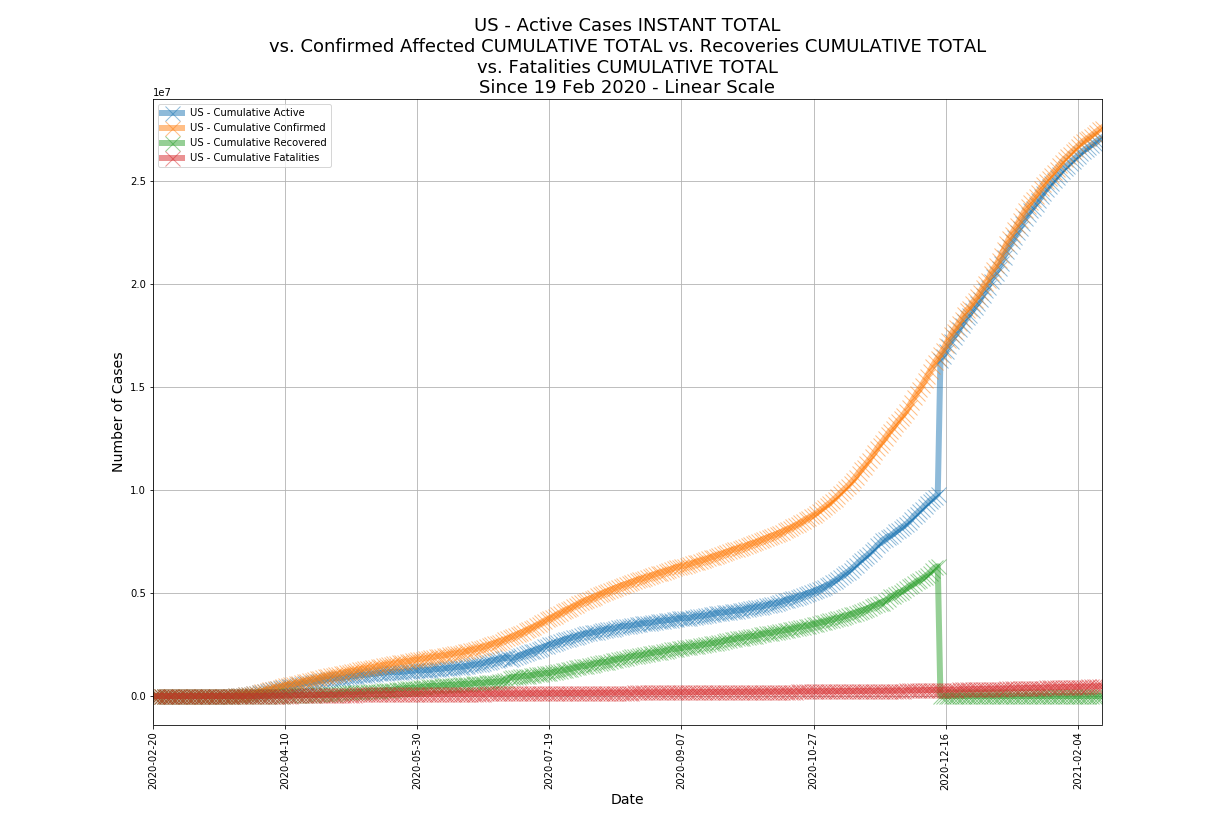 US - Active Cases INSTANT TOTAL
vs. Confirmed Affected CUMULATIVE TOTAL vs. Recoveries CUMULATIVE TOTAL
vs. Fatalities CUMULATIVE TOTAL
Since 19 Feb 2020 - Linear Scale
1e7
US - Cumulative Active
US - Cumulative Confirmed
US - Cumulative Recovered
US - Cumulative Fatalities
2.5
2.0
1.5
1.0
0.5
0.0
Number of Cases
2020-02-20
2020-04-10
2020-05-30
2020-07-19
2020-09-07
2020-10-27
2020-12-16
2021-02-04
Date